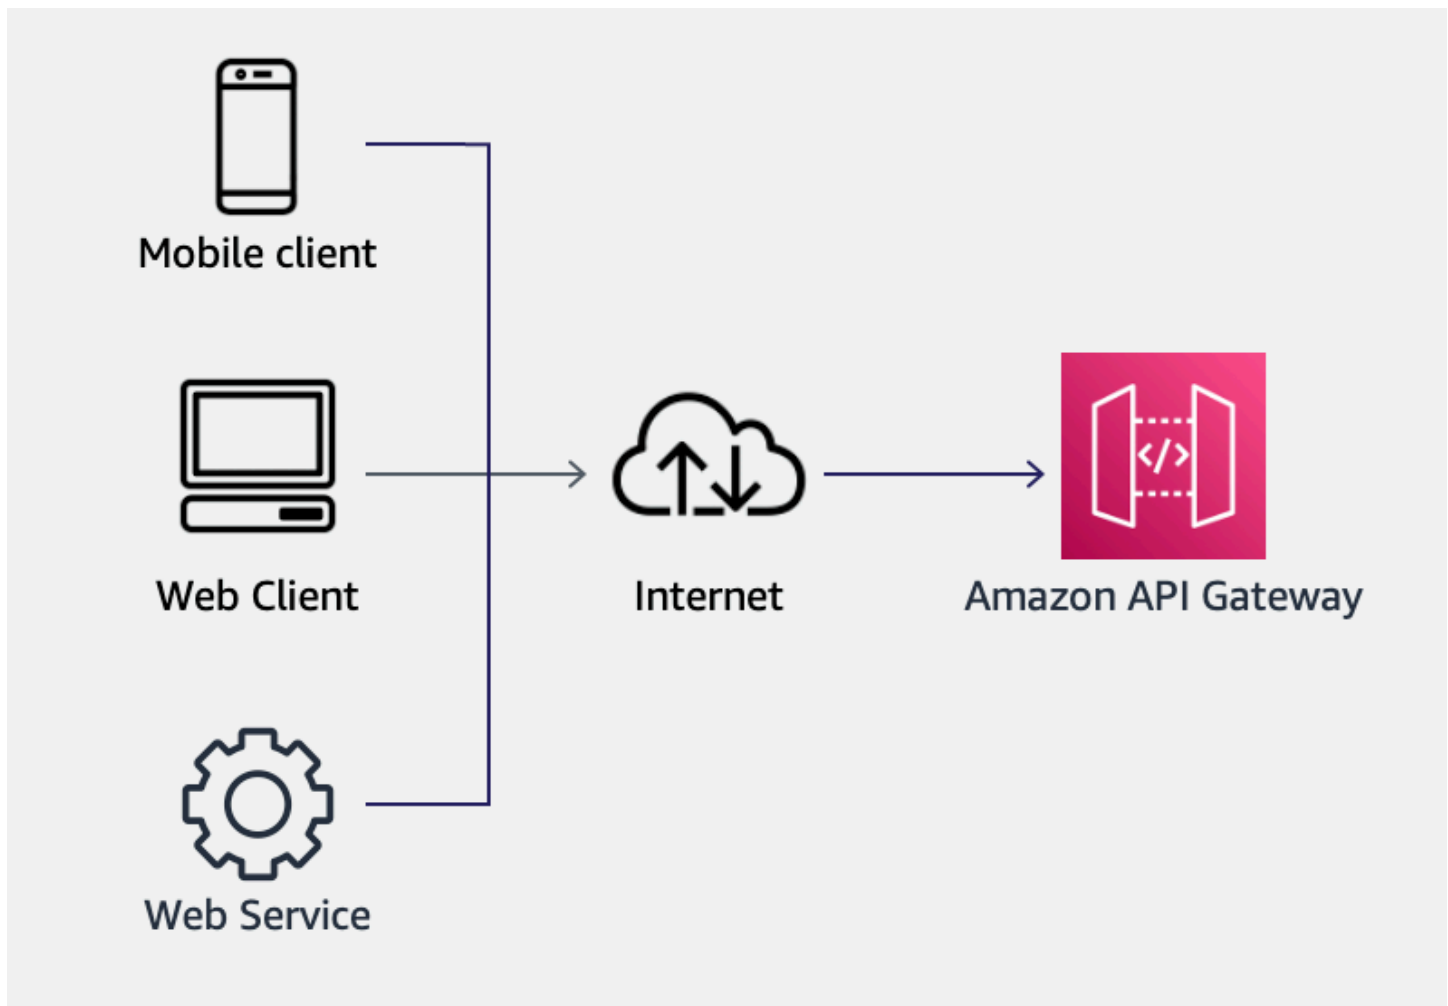 Mobile client
Web Client
Internet
Amazon API Gateway
</>
Web Service